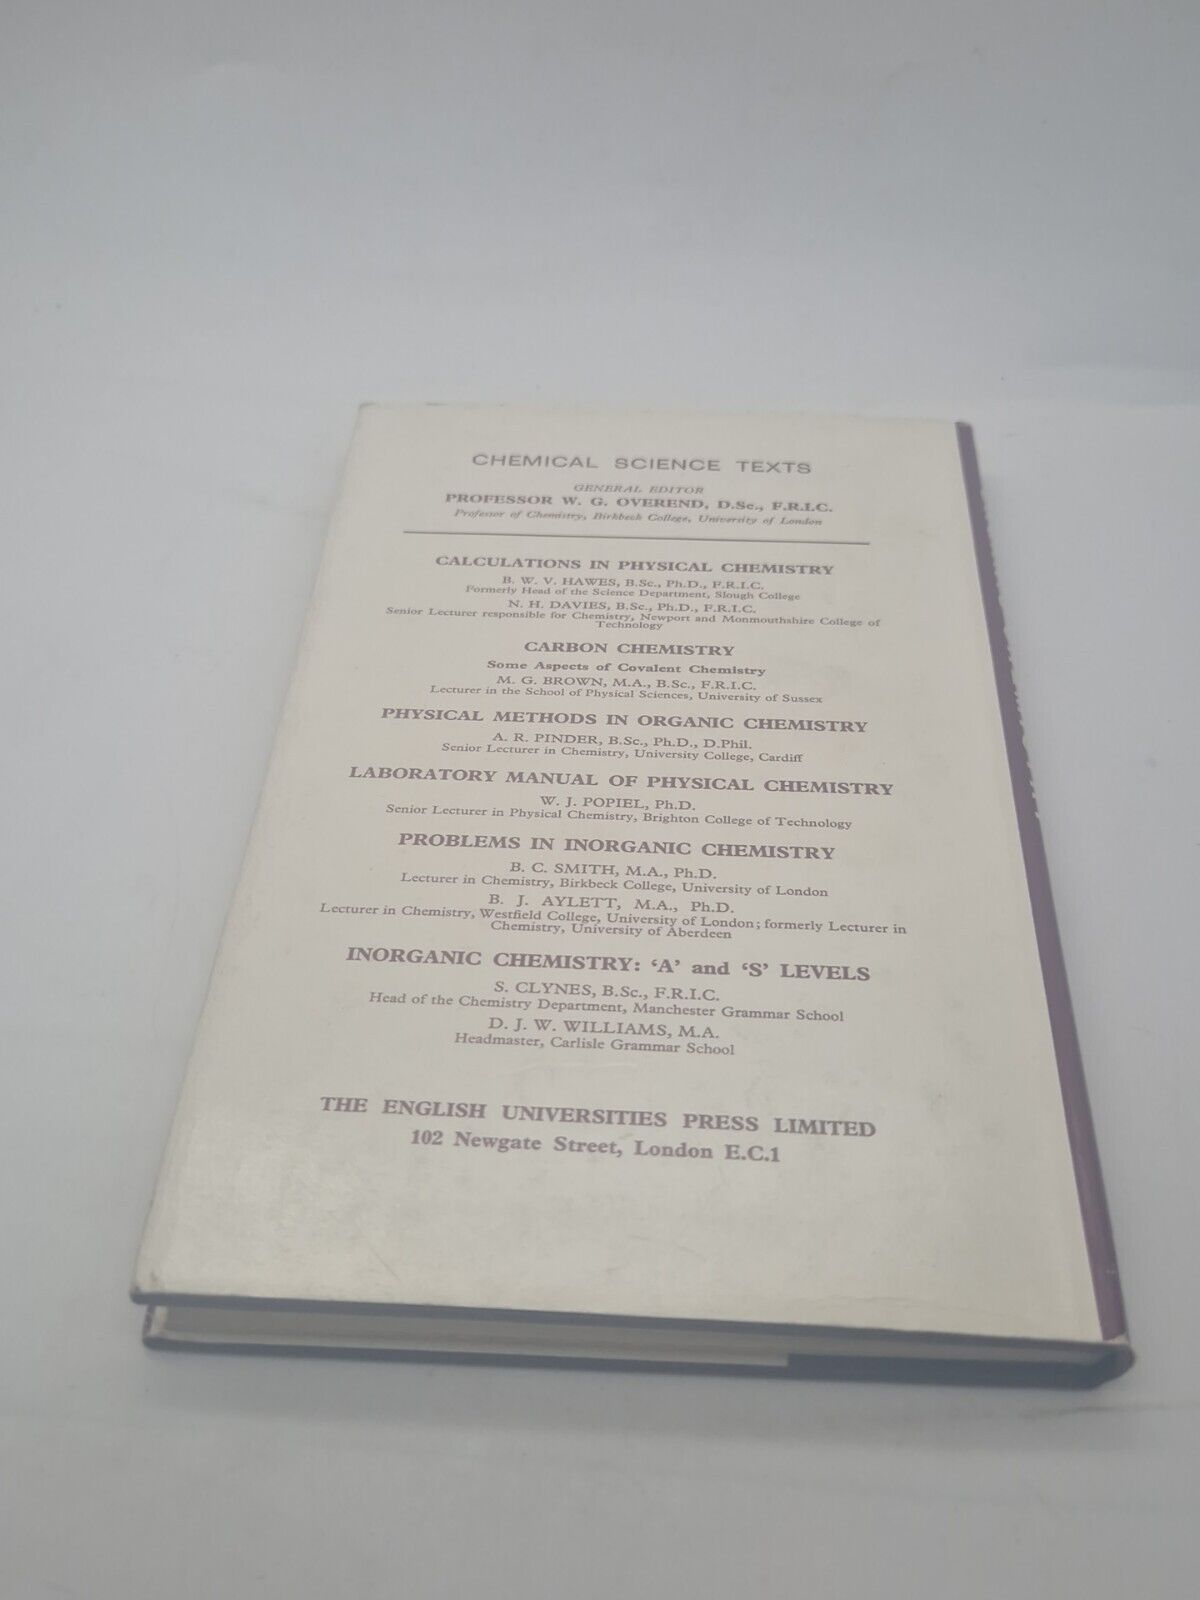 CHEMICAL SCIENCE TEXTS
GENERAL EDITOR
PROFESSOR W. G. OVEREND, D.Sc., F.R.I.C.
Professor of Chemistry, Birkbeck College, University of London
CALCULATIONS IN PHYSICAL CHEMISTRY
B. W. V. HAWES, B.Sc., Ph.D., F.R.I.C.
Formerly Head of the Science Department, Slough College
N. H. DAVIES, B.Sc., Ph.D., F.R.I.C.
Senior Lecturer responsible for Chemistry, Newport and Monmouthshire College of
Technology
CARBON CHEMISTRY
Some Aspects of Covalent Chemistry
M. G. BROWN, M.A., B.Sc., F.R.I.C.
Lecturer in the School of Physical Sciences, University of Sussex
PHYSICAL METHODS IN ORGANIC CHEMISTRY
A. R. PINDER, B.Sc., Ph.D., D.Phil.
Senior Lecturer in Chemistry, University College, Cardiff
LABORATORY MANUAL OF PHYSICAL CHEMISTRY
W. J. POPIEL, Ph.D.
Senior Lecturer in Physical Chemistry, Brighton College of Technology
PROBLEMS IN INORGANIC CHEMISTRY
B. C. SMITH, M.A., Ph.D.
Lecturer in Chemistry, Birkbeck College, University of London
B. J. AYLETT, M.A., Ph.D.
Lecturer in Chemistry, Westfield College, University of London; formerly Lecturer in
Chemistry, University of Aberdeen
INORGANIC CHEMISTRY: ‘A’ and ‘S’ LEVELS
S. CLYNES, B.Sc., F.R.I.C.
Head of the Chemistry Department, Manchester Grammar School
D. J. W. WILLIAMS, M.A.
Headmaster, Carlisle Grammar School
THE ENGLISH UNIVERSITIES PRESS LIMITED
102 Newgate Street, London E.C.1